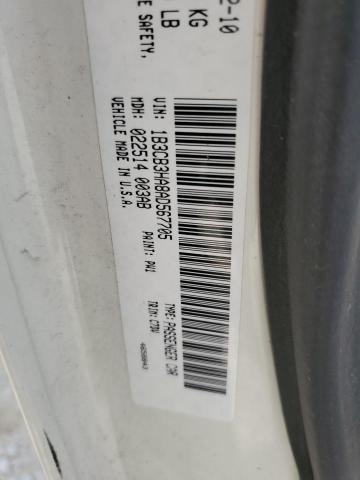 2-10
KG
LB
E SAFETY,
VIN: 1B3CB3HA8AD567705
TYPE: PASSENGER CAR
MDH: 022514 003AB
PAINT: PW1
TRIM: C7DV
VEHICLE MADE IN U.S.A.